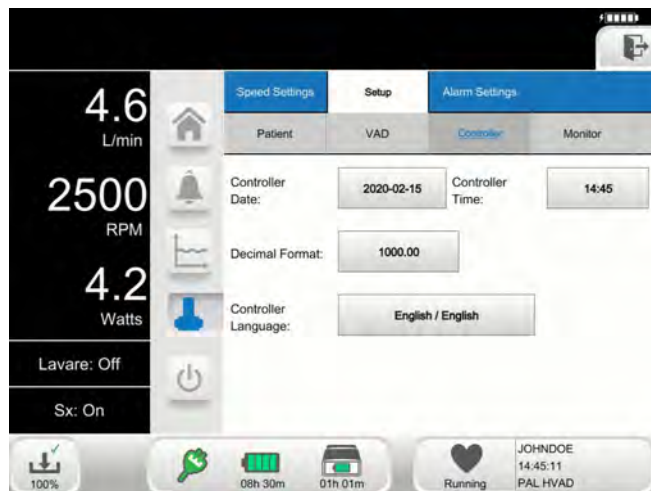 4.6
L/min
2500
RPM
4.2
Watts
Lavare: Off
Sx: On
Speed Settings Setup Alarm Settings
Patient VAD Controller Monitor
Controller Date: 2020-02-15 Controller Time: 14:45
Decimal Format: 1000.00
Controller Language: English / English
100%
08h 30m 01h 01m
Running
JOHNDOE
14:45:11
PAL HVAD